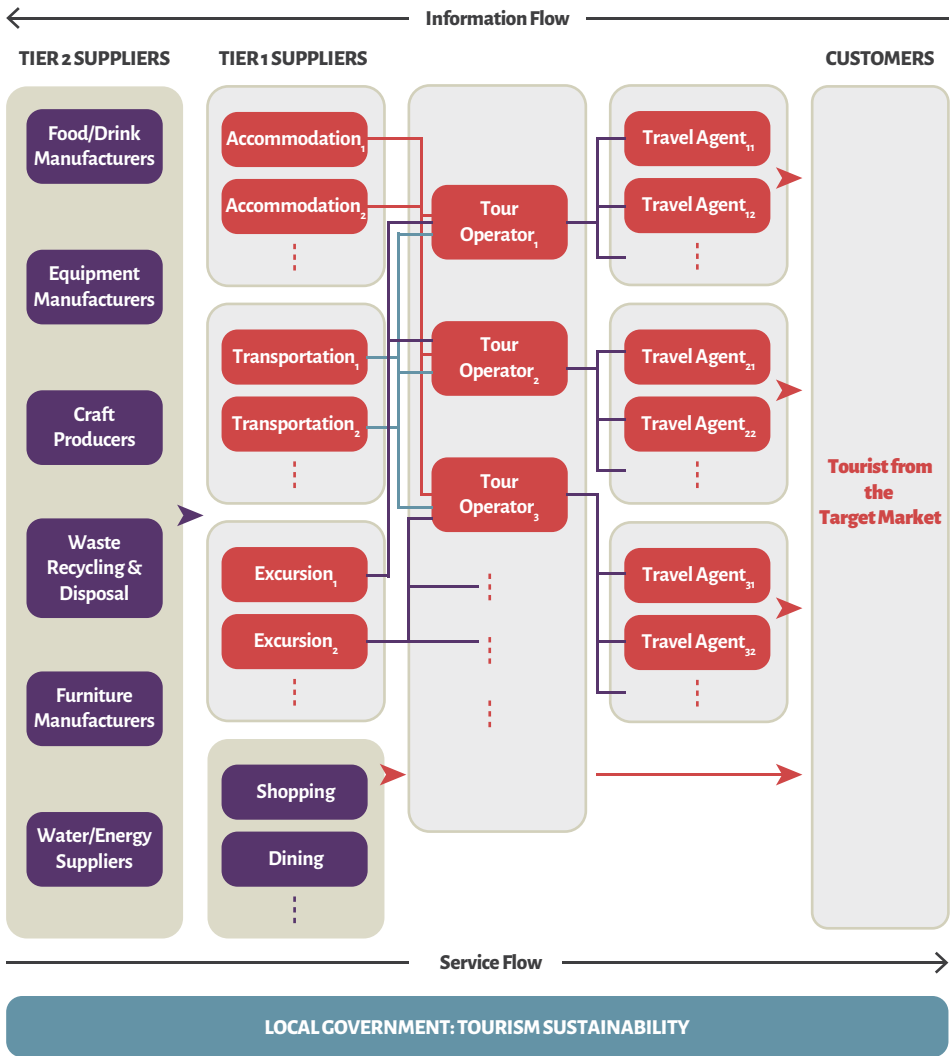 Information Flow
TIER 2 SUPPLIERS
TIER 1 SUPPLIERS
CUSTOMERS
Food/Drink
Manufacturers
Equipment
Manufacturers
Craft
Producers
Waste
Recycling &
Disposal
Furniture
Manufacturers
Water/Energy
Suppliers
Accommodation₁
Accommodation₂
Transportation₁
Transportation₂
Excursion₁
Excursion₂
Shopping
Dining
Tour
Operator₁
Tour
Operator₂
Tour
Operator₃
Travel Agent₁₁
Travel Agent₁₂
Travel Agent₂₁
Travel Agent₂₂
Travel Agent₃₁
Travel Agent₃₂
Tourist from
the
Target Market
Service Flow
LOCAL GOVERNMENT: TOURISM SUSTAINABILITY